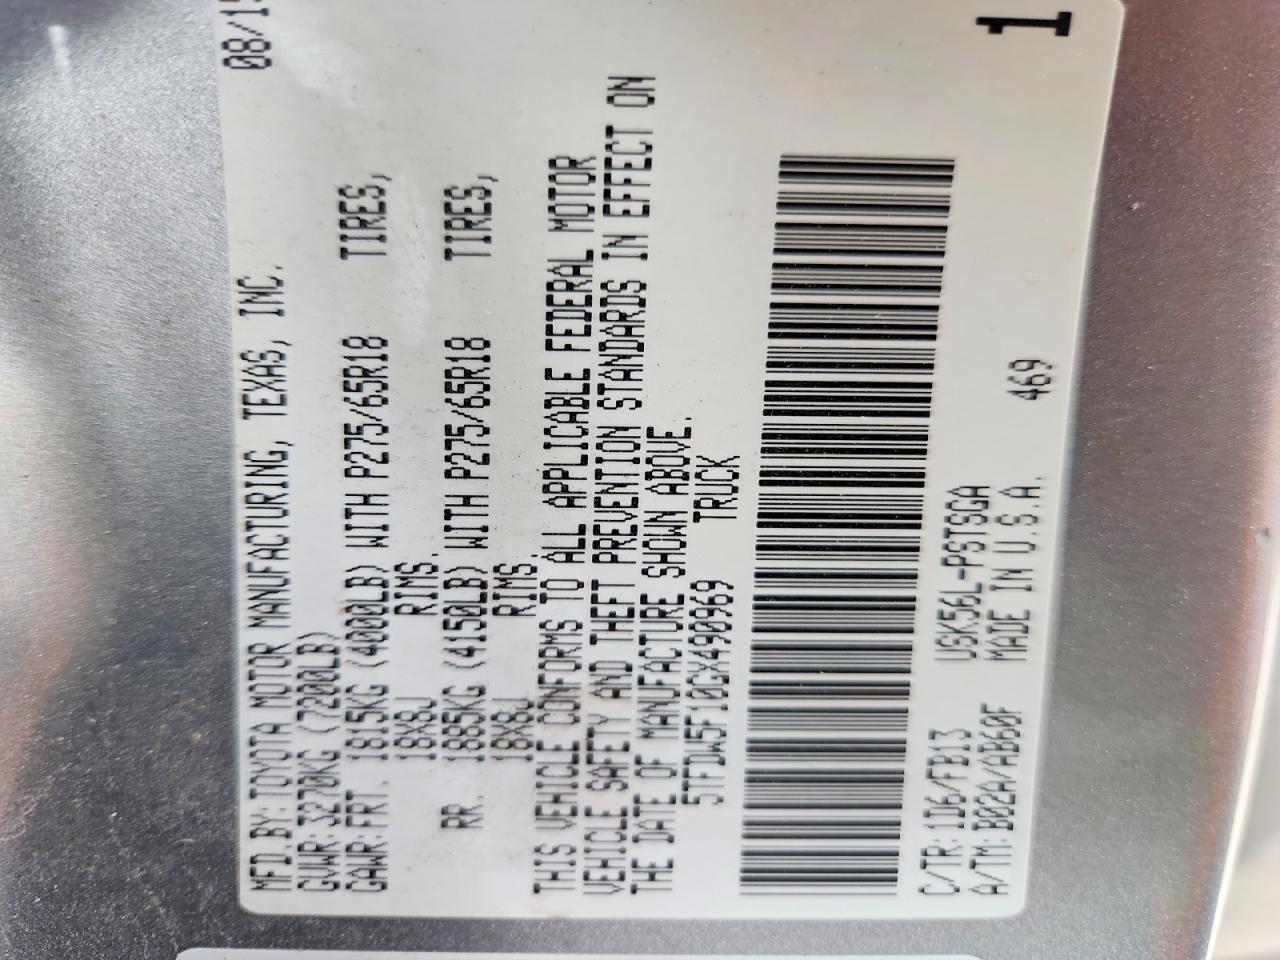 MFD.BY: TOYOTA MOTOR MANUFACTURING, TEXAS, INC. 08/15
GVWR: 3270KG (7200LB)
GAWR: FRT. 1815KG (4000LB) WITH P275/65R18 TIRES,
18X8J RIMS.
RR. 1885KG (4150LB) WITH P275/65R18 TIRES,
18X8J RIMS.
THIS VEHICLE CONFORMS TO ALL APPLICABLE FEDERAL MOTOR
VEHICLE SAFETY AND THEFT PREVENTION STANDARDS IN EFFECT ON
THE DATE OF MANUFACTURE SHOWN ABOVE.
5TFDW5F10GX490969 TRUCK
C/TR: 1D6/FB13 USK56L-PSTSGA
A/TM: B02A/AB60F MADE IN U.S.A. 469
1